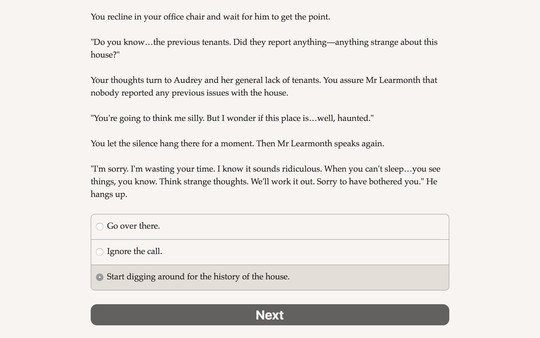 You recline in your office chair and wait for him to get the point.
"Do you know…the previous tenants. Did they report anything—anything strange about this
house?"
Your thoughts turn to Audrey and her general lack of tenants. You assure Mr Learmonth that
nobody reported any previous issues with the house.
"You're going to think me silly. But I wonder if this place is…well, haunted."
You let the silence hang there for a moment. Then Mr Learmonth speaks again.
"I'm sorry. I'm wasting your time. I know it sounds ridiculous. When you can't sleep…you see
things, you know. Think strange thoughts. We'll work it out. Sorry to have bothered you." He
hangs up.
Go over there.
Ignore the call.
Start digging around for the history of the house.
Next